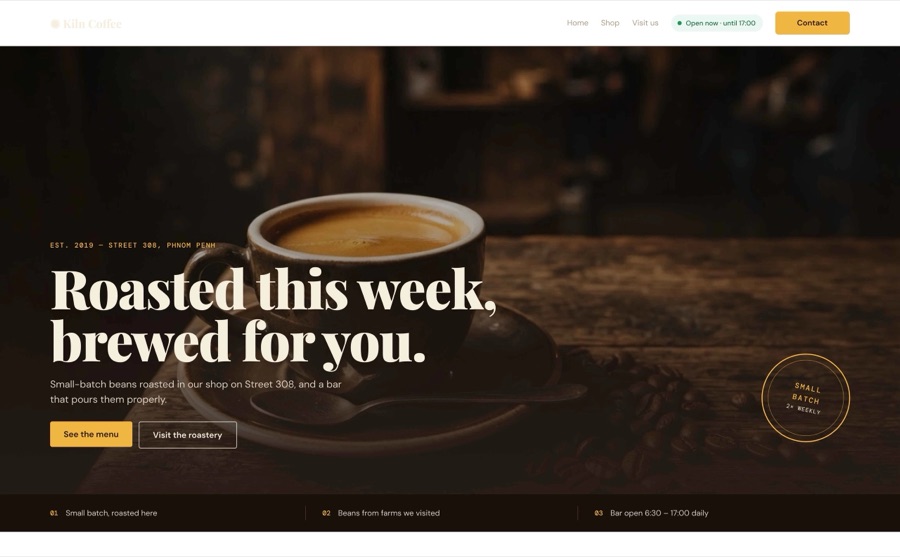 Kiln Coffee
Home
Shop
Visit us
Open now · until 17:00
Contact
EST. 2019 — STREET 308, PHNOM PENH
Roasted this week,
brewed for you.
Small-batch beans roasted in our shop on Street 308, and a bar
that pours them properly.
See the menu
Visit the roastery
SMALL
BATCH
2× WEEKLY
01 Small batch, roasted here
02 Beans from farms we visited
03 Bar open 6:30 – 17:00 daily